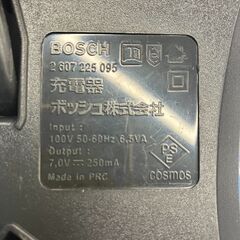 BOSCH
2 607 225 095
充電器
ボッシュ株式会社
Input :
100V 50-60Hz 6,5VA
Output :
7,0V = 250mA
Made in PRC
PS
E
cosmos